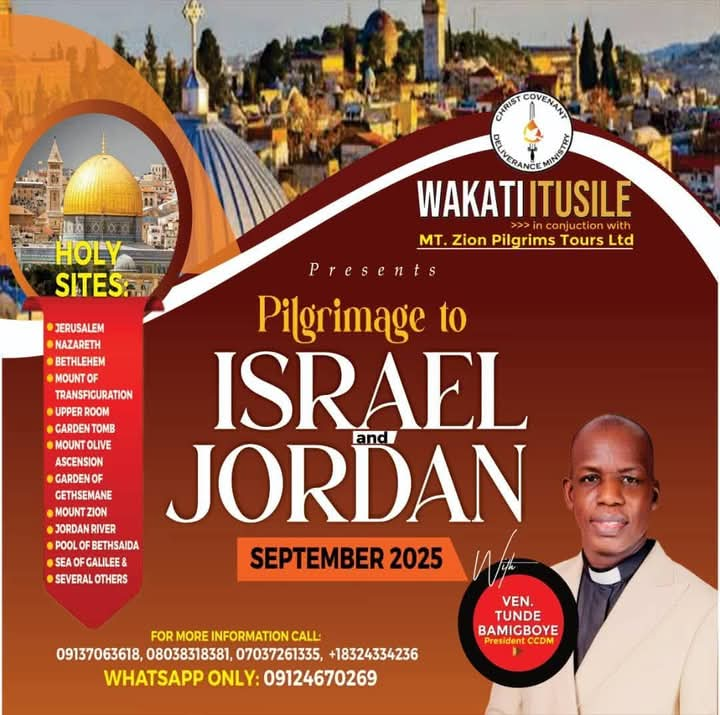 CHRIST COVENANT
DELIVERANCE MINISTRY
WAKATI ITUSILE
>>> in conjuction with
MT. Zion Pilgrims Tours Ltd
Presents
Pilgrimage to
ISRAEL
and
JORDAN
SEPTEMBER 2025
HOLY
SITES:
JERUSALEM
NAZARETH
BETHLEHEM
MOUNT OF
TRANSFIGURATION
UPPER ROOM
GARDEN TOMB
MOUNT OLIVE
ASCENSION
GARDEN OF
GETHSEMANE
MOUNT ZION
JORDAN RIVER
POOL OF BETHSAIDA
SEA OF GALILEE &
SEVERAL OTHERS
With
VEN.
TUNDE
BAMIGBOYE
President CCDM
FOR MORE INFORMATION CALL:
09137063618, 08038318381, 07037261335, +18324334236
WHATSAPP ONLY: 09124670269